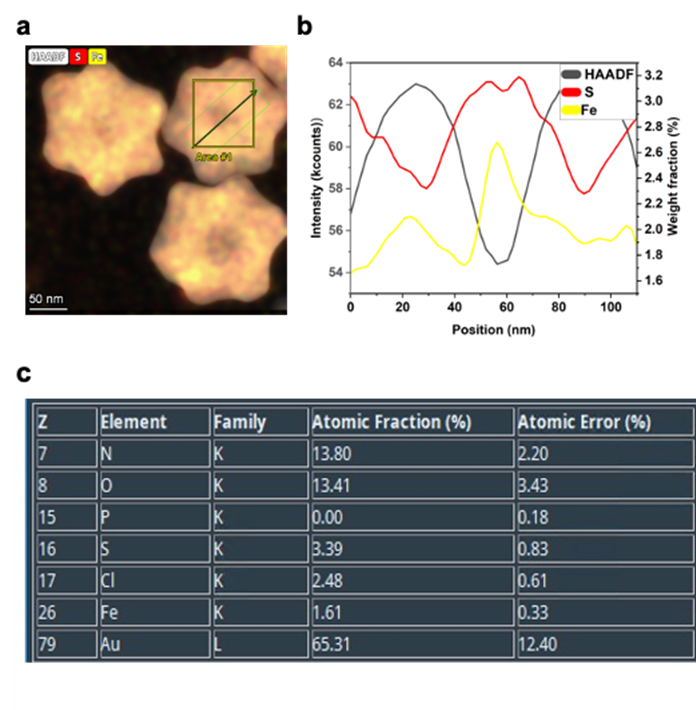 a
HAADF S Fe
Area #1
50 nm
b
64
62
60
58
56
54
Intensity (kcounts))
HAADF
S
Fe
3.2
3.0
2.8
2.6
2.4
2.2
2.0
1.8
1.6
Weight fraction (%)
0 20 40 60 80 100
Position (nm)
c
Z Element Family Atomic Fraction (%) Atomic Error (%)
7 N K 13.80 2.20
8 O K 13.41 3.43
15 P K 0.00 0.18
16 S K 3.39 0.83
17 Cl K 2.48 0.61
26 Fe K 1.61 0.33
79 Au L 65.31 12.40